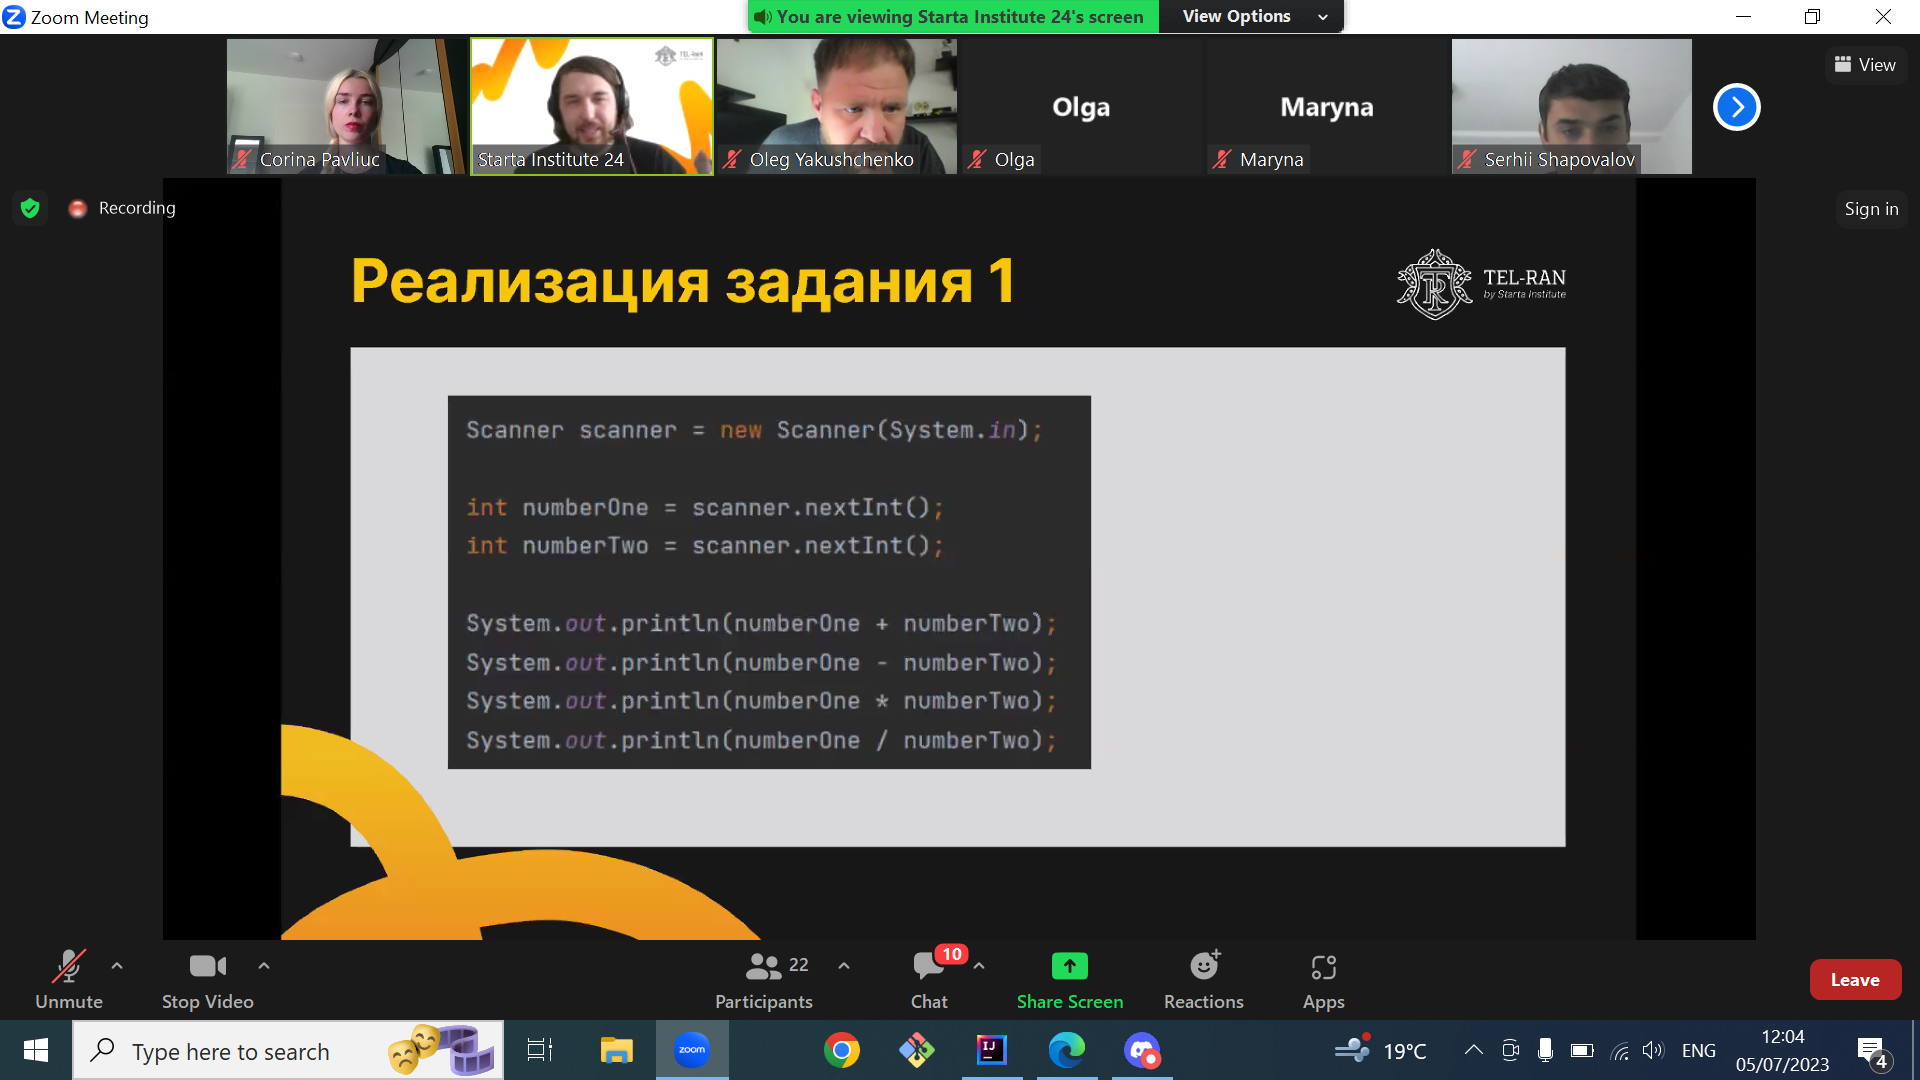 Zoom Meeting
You are viewing Starta Institute 24's screen
View Options
View
TEL-RAN
Olga
Maryna
Corina Pavliuc
Starta Institute 24
Oleg Yakushchenko
Olga
Maryna
Serhii Shapovalov
Recording
Sign in
Реализация задания 1
TEL-RAN
by Starta Institute
Scanner scanner = new Scanner(System.in);
int numberOne = scanner.nextInt();
int numberTwo = scanner.nextInt();
System.out.println(numberOne + numberTwo);
System.out.println(numberOne - numberTwo);
System.out.println(numberOne * numberTwo);
System.out.println(numberOne / numberTwo);
22
10
Unmute
Stop Video
Participants
Chat
Share Screen
Reactions
Apps
Leave
Type here to search
zoom
IJ
19°C
ENG
12:04
05/07/2023
4